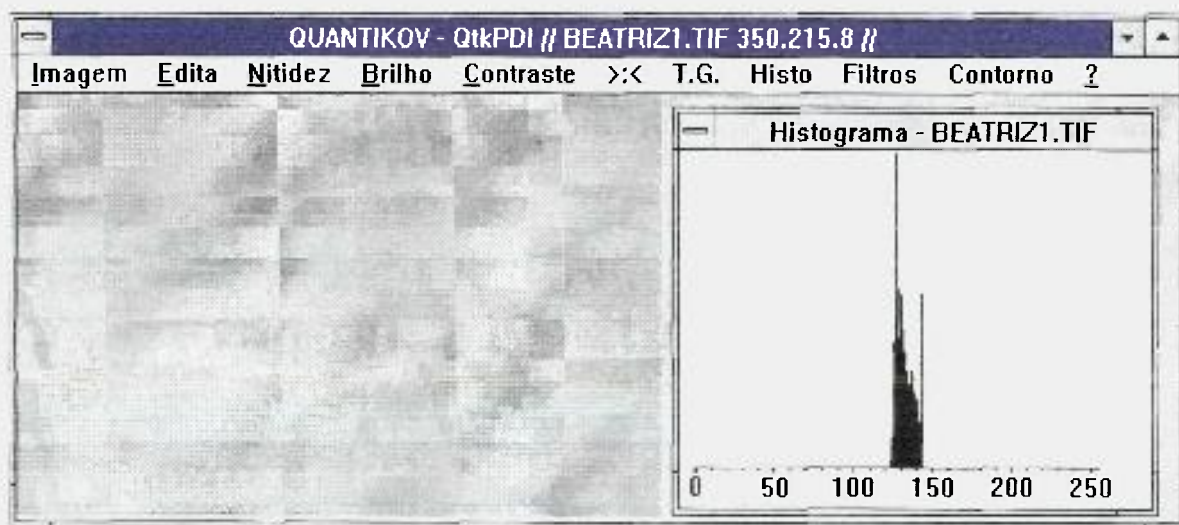 QUANTIKOV - QtkPDI // BEATRIZ1.TIF 350.215.8 //
Imagem Edita Nitidez Brilho Contraste >:< T.G. Histo Filtros Contorno ?
Histograma - BEATRIZ1.TIF
0 50 100 150 200 250